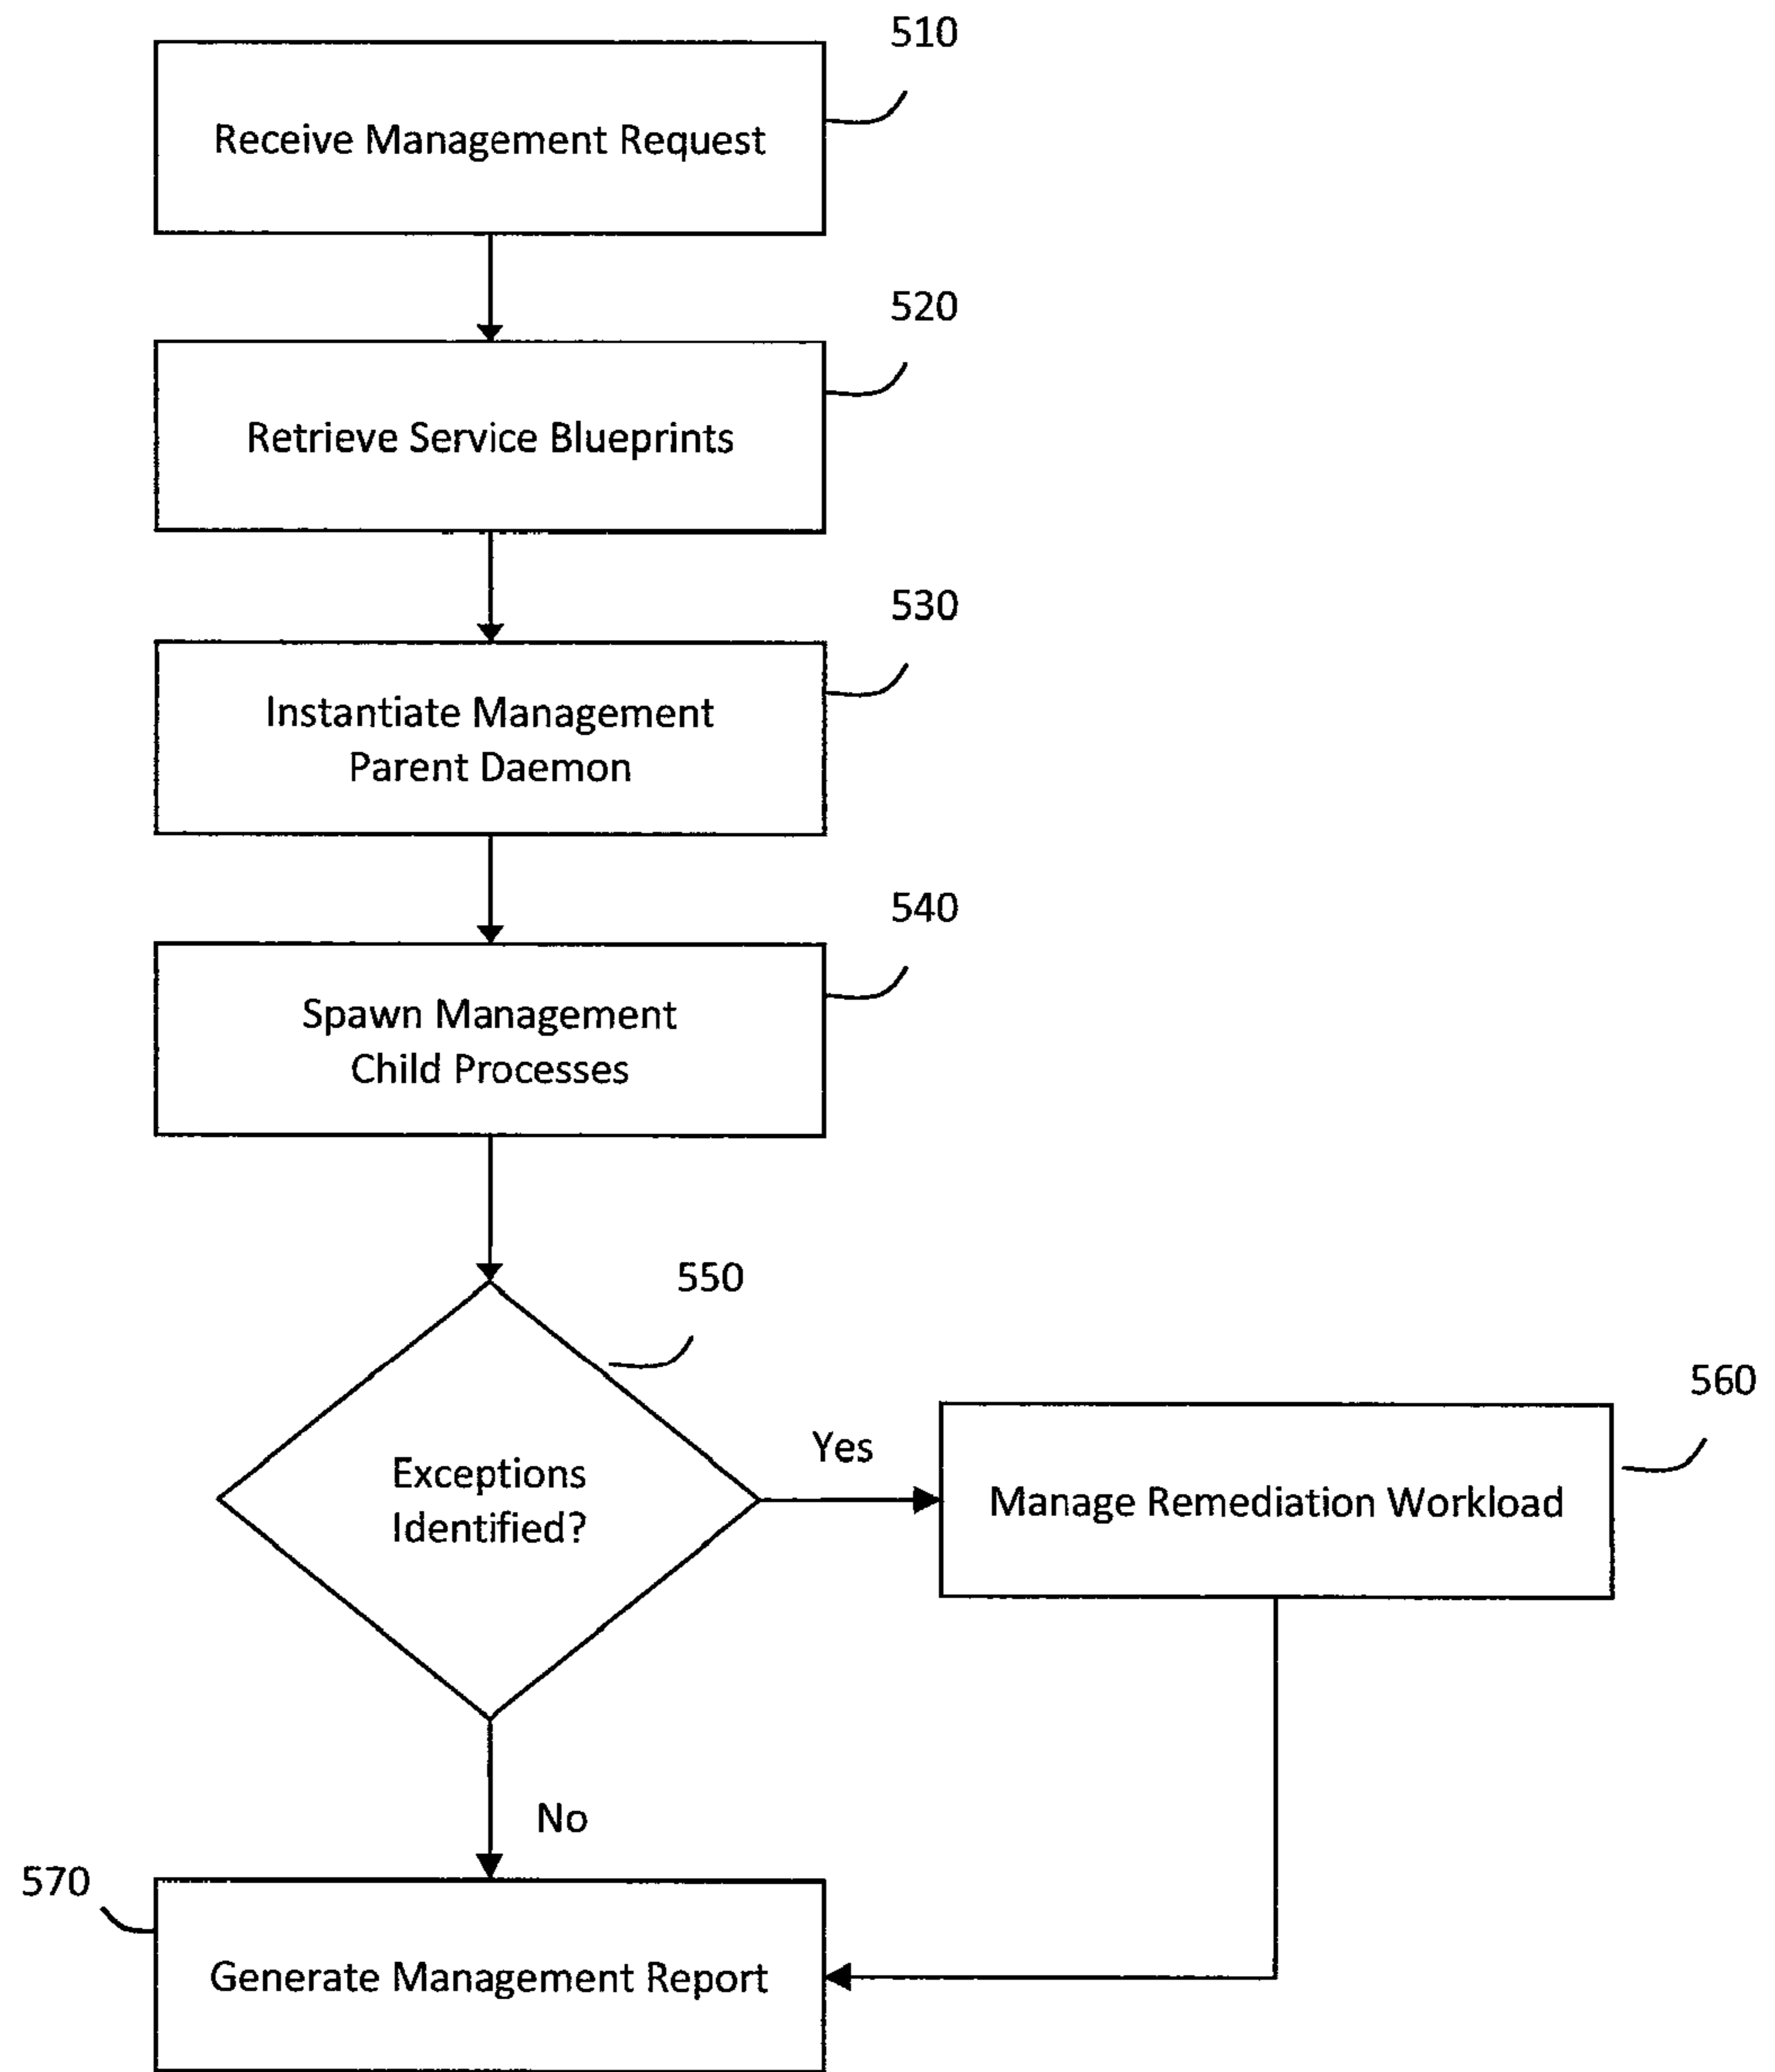 510
Receive Management Request
520
Retrieve Service Blueprints
530
Instantiate Management
Parent Daemon
540
Spawn Management
Child Processes
550
Exceptions
Identified?
Yes
560
Manage Remediation Workload
No
570
Generate Management Report